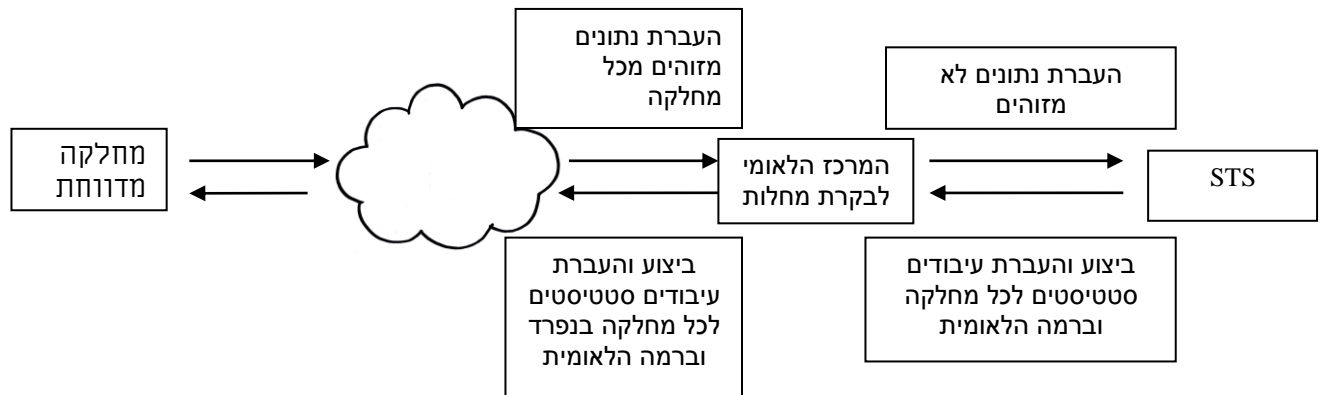 העברת נתונים
מזוהים מכל
מחלקה
העברת נתונים לא
מזוהים
מחלקה
מדווחת
המרכז הלאומי
לבקרת מחלות
STS
ביצוע והעברת
עיבודים סטטיסטים
לכל מחלקה בנפרד
וברמה הלאומית
ביצוע והעברת עיבודים
סטטיסטים לכל מחלקה
וברמה הלאומית